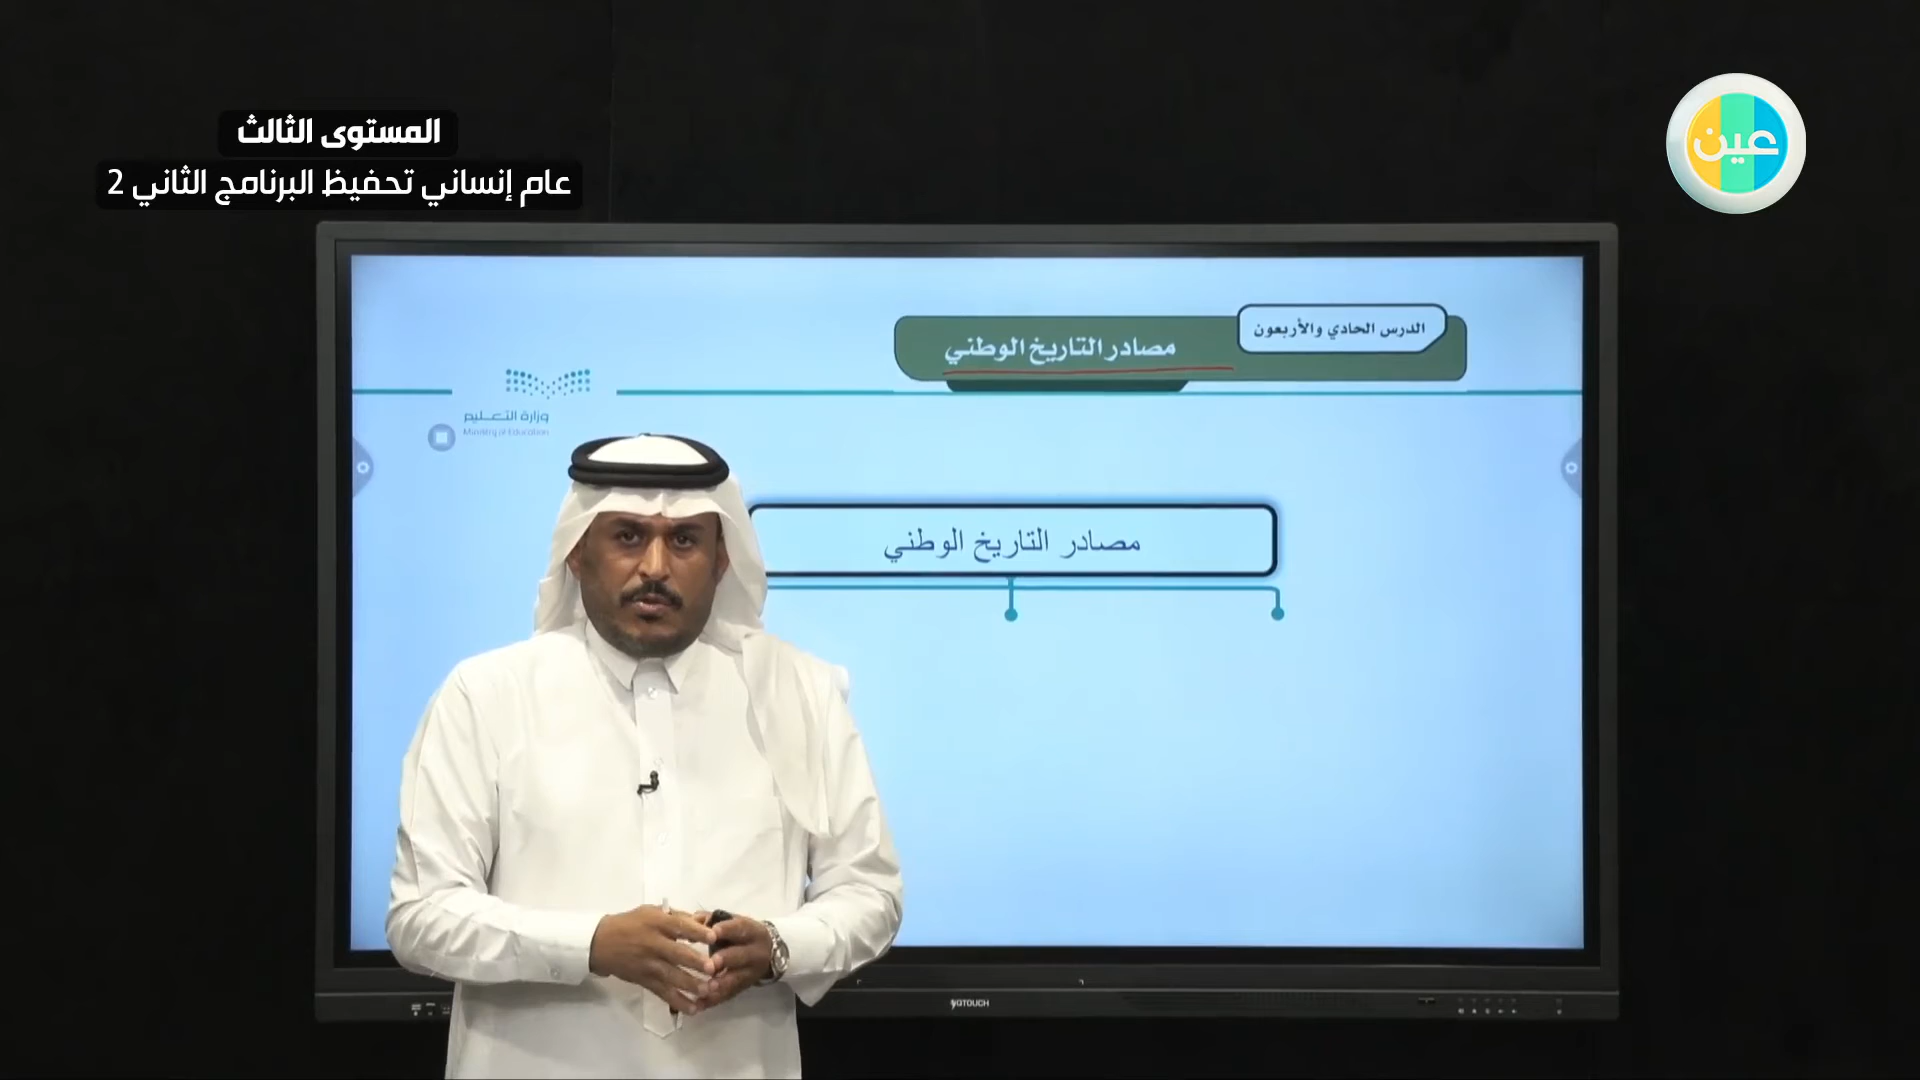 المستوى الثالث
عام إنساني تحفيظ البرنامج الثاني 2
عين
الدرس الحادي والأربعون
مصادر التاريخ الوطني
وزارة التعليم
Ministry of Education
مصادر التاريخ الوطني